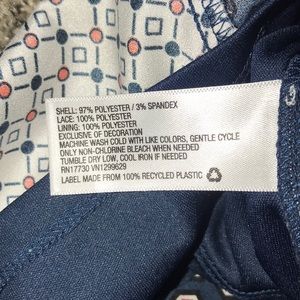 SHELL: 97% POLYESTER / 3% SPANDEX
LACE: 100% POLYESTER
LINING: 100% POLYESTER
EXCLUSIVE OF DECORATION
MACHINE WASH COLD WITH LIKE COLORS, GENTLE CYCLE
ONLY NON-CHLORINE BLEACH WHEN NEEDED
TUMBLE DRY LOW, COOL IRON IF NEEDED
RN17730 VN1299629
LABEL MADE FROM 100% RECYCLED PLASTIC